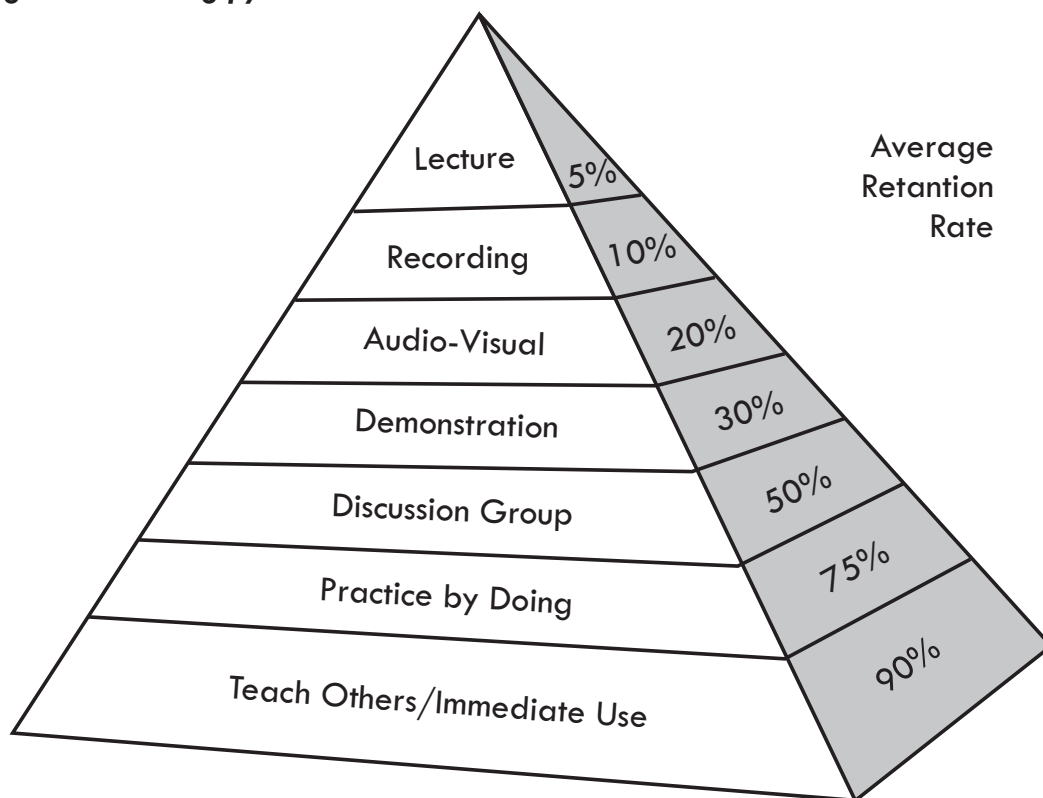 Lecture
5%
Recording
10%
Audio-Visual
20%
Demonstration
30%
Discussion Group
50%
Practice by Doing
75%
Teach Others/Immediate Use
90%
Average
Retantion
Rate